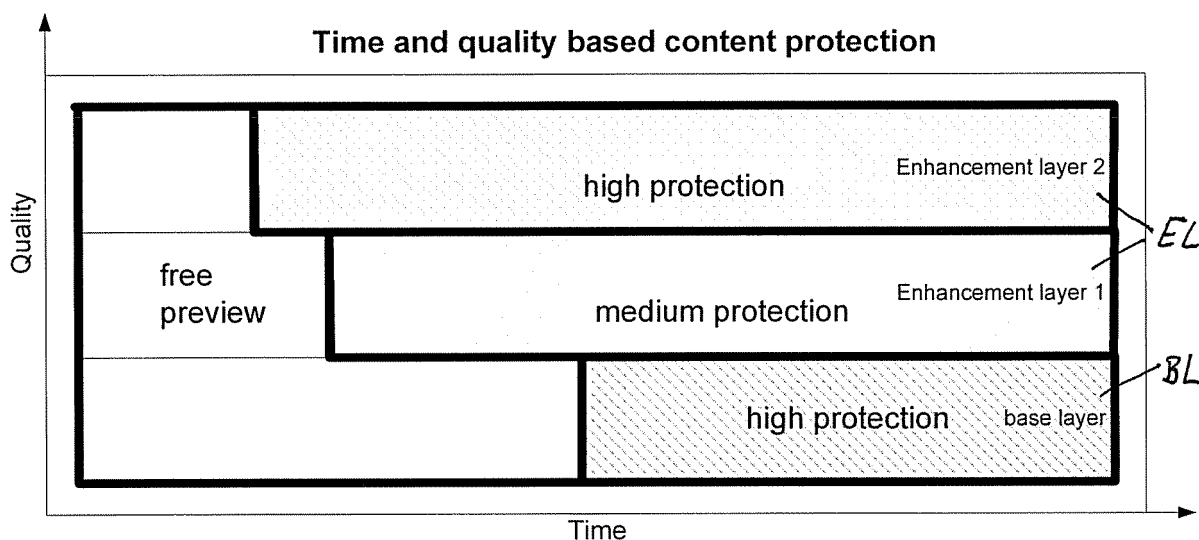 Time and quality based content protection
Quality
Enhancement layer 2
high protection
EL
free
preview
Enhancement layer 1
medium protection
BL
high protection
base layer
Time